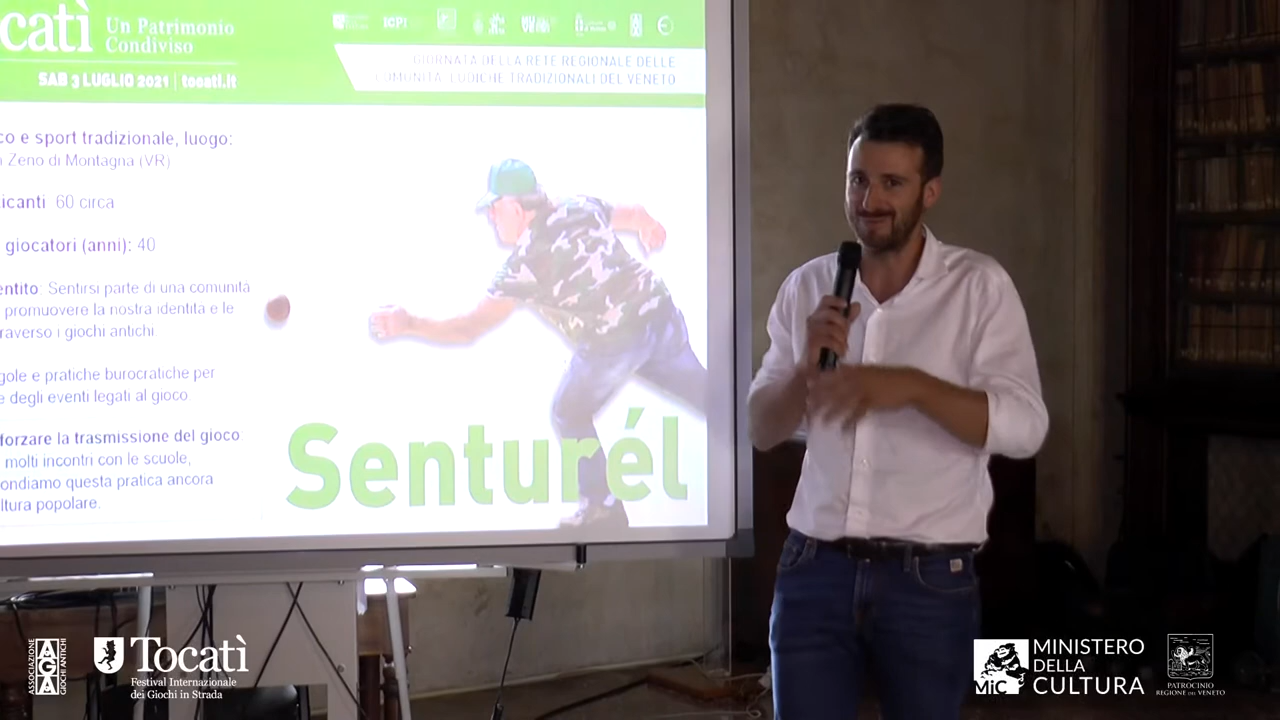 catì
Un Patrimonio
Condiviso
SAB 3 LUGLIO 2021 | tocati.it
ICPI
GIORNATA DELLA RETE REGIONALE DELLE
COMUNITÀ LUDICHE TRADIZIONALI DEL VENETO
co e sport tradizionale, luogo:
Zeno di Montagna (VR)
icanti 60 circa
giocatori (anni): 40
entito: Sentirsi parte di una comunità
promuovere la nostra identità e le
raverso i giochi antichi.
gole e pratiche burocratiche per
e degli eventi legati al gioco
forzare la trasmissione del gioco:
molti incontri con le scuole,
ondiamo questa pratica ancora
ltura popolare.
Senturél
ASSOCIAZIONE
AGA
GIOCHI ANTICHI
Tocatì
Festival Internazionale
dei Giochi in Strada
MiC
MINISTERO
DELLA
CULTURA
PATROCINIO
REGIONE DEL VENETO